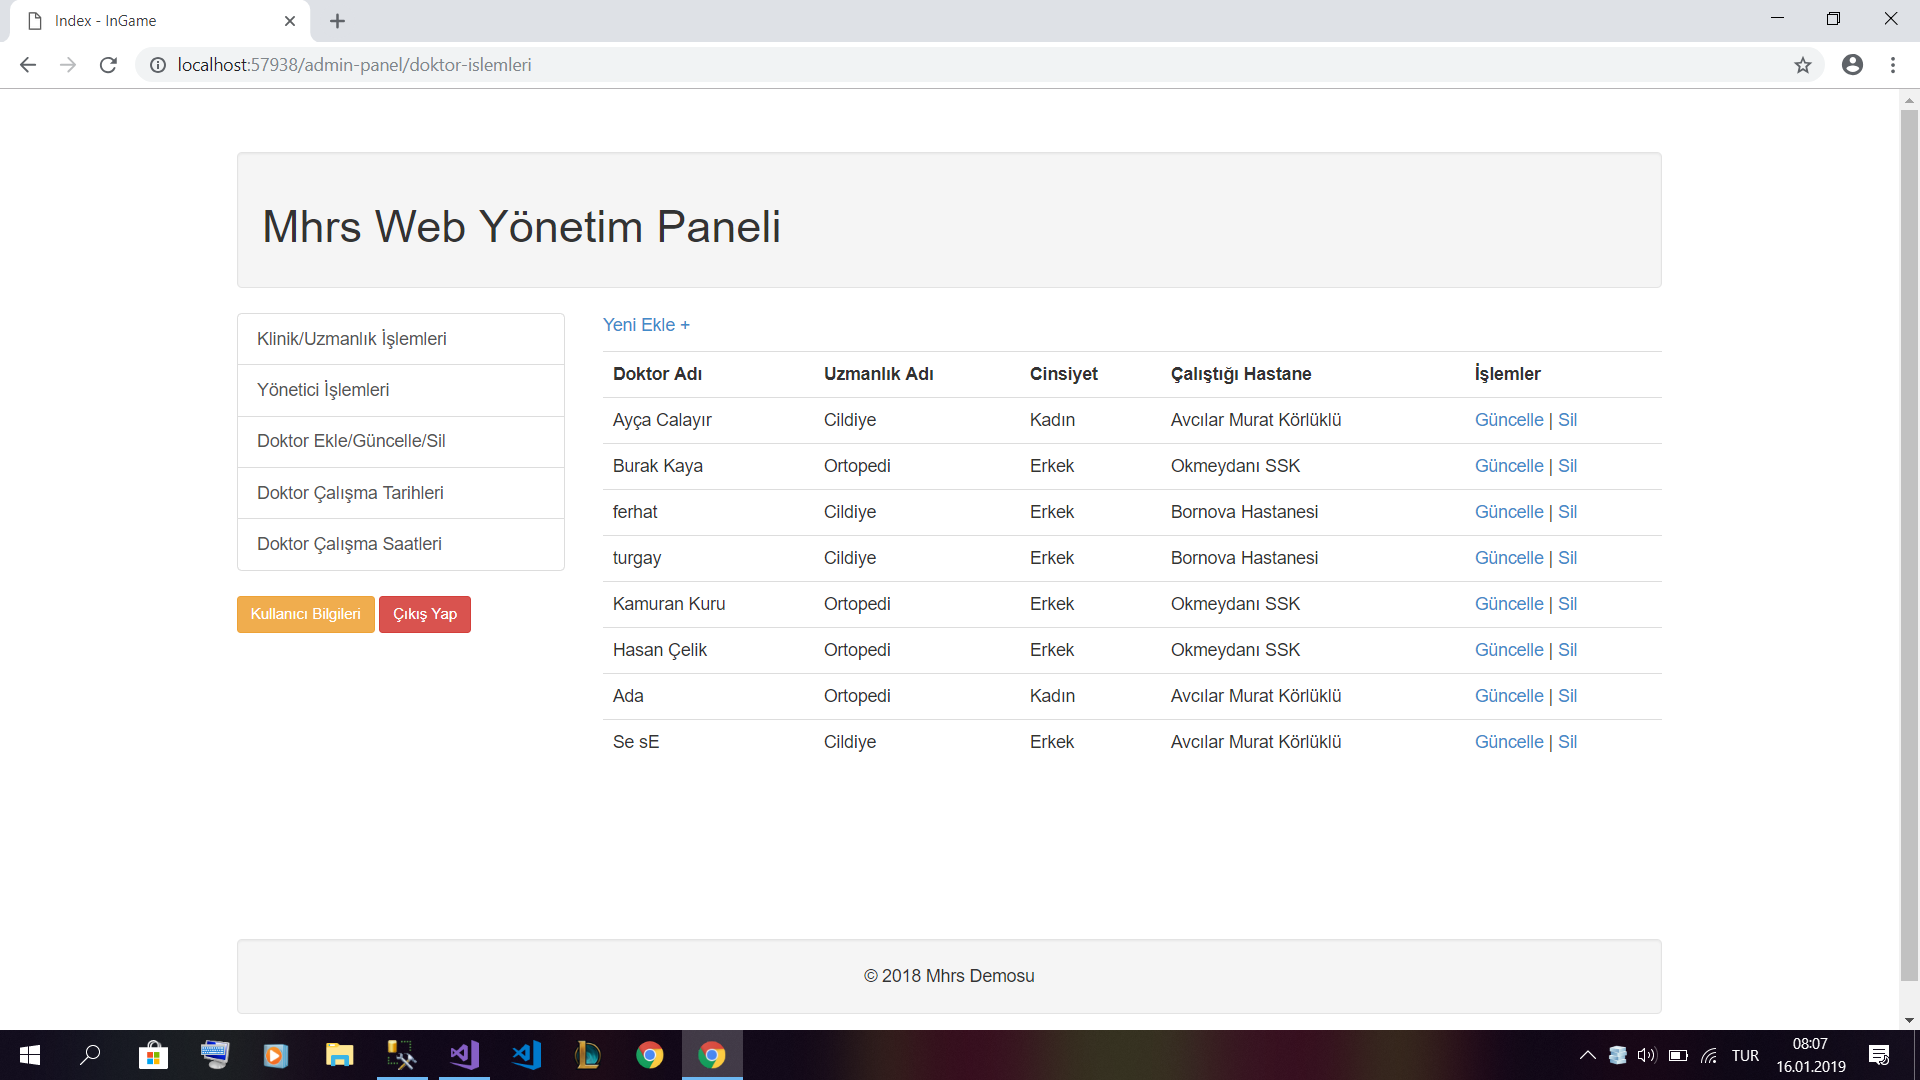 Index - InGame
localhost:57938/admin-panel/doktor-islemleri
Mhrs Web Yönetim Paneli
Klinik/Uzmanlık İşlemleri
Yönetici İşlemleri
Doktor Ekle/Güncelle/Sil
Doktor Çalışma Tarihleri
Doktor Çalışma Saatleri
Kullanıcı Bilgileri Çıkış Yap
Yeni Ekle +
Doktor Adı Uzmanlık Adı Cinsiyet Çalıştığı Hastane İşlemler
Ayça Calayır Cildiye Kadın Avcılar Murat Körlüklü Güncelle | Sil
Burak Kaya Ortopedi Erkek Okmeydanı SSK Güncelle | Sil
ferhat Cildiye Erkek Bornova Hastanesi Güncelle | Sil
turgay Cildiye Erkek Bornova Hastanesi Güncelle | Sil
Kamuran Kuru Ortopedi Erkek Okmeydanı SSK Güncelle | Sil
Hasan Çelik Ortopedi Erkek Okmeydanı SSK Güncelle | Sil
Ada Ortopedi Kadın Avcılar Murat Körlüklü Güncelle | Sil
Se sE Cildiye Erkek Avcılar Murat Körlüklü Güncelle | Sil
© 2018 Mhrs Demosu
TUR
08:07
16.01.2019